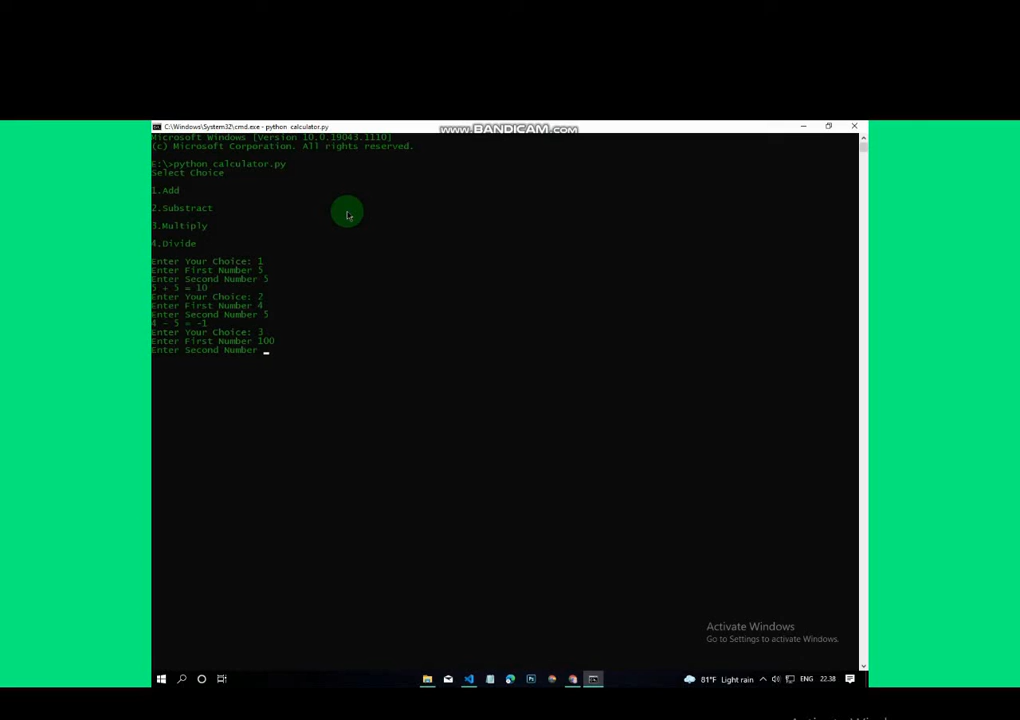 C:\Windows\System32\cmd.exe - python calculator.py
www.BANDICAM.com
Microsoft Windows [Version 10.0.19043.1110]
(c) Microsoft Corporation. All rights reserved.
E:\>python calculator.py
Select Choice
1.Add
2.Substract
3.Multiply
4.Divide
Enter Your Choice: 1
Enter First Number 5
Enter Second Number 5
5 + 5 = 10
Enter Your Choice: 2
Enter First Number 4
Enter Second Number 5
4 - 5 = -1
Enter Your Choice: 3
Enter First Number 100
Enter Second Number
Activate Windows
Go to Settings to activate Windows.
81°F Light rain
ENG
22.38